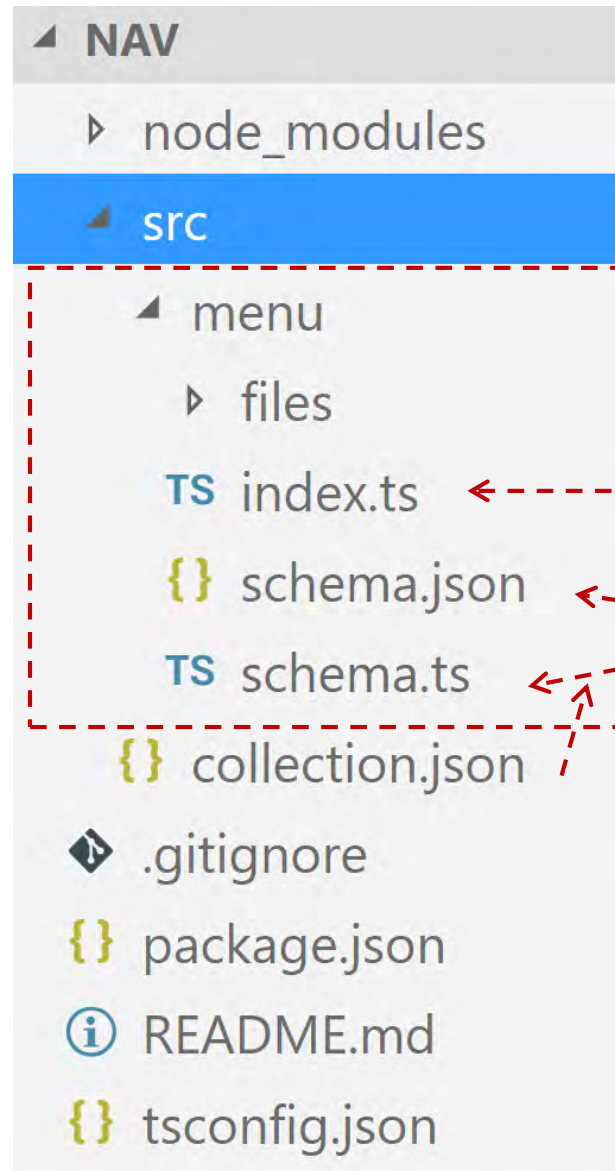 NAV
node_modules
src
menu
files
TS index.ts
{} schema.json
TS schema.ts
{} collection.json
.gitignore
{} package.json
README.md
{} tsconfig.json